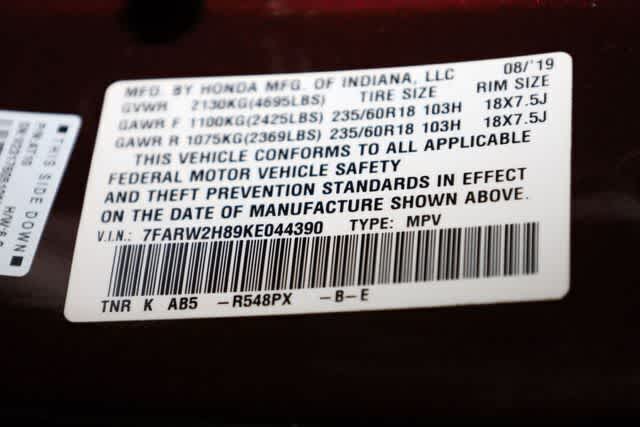 MFG. BY HONDA MFG. OF INDIANA, LLC 08/'19
GVWR 2130KG(4695LBS) TIRE SIZE RIM SIZE
GAWR F 1100KG(2425LBS) 235/60R18 103H 18X7.5J
GAWR R 1075KG(2369LBS) 235/60R18 103H 18X7.5J
THIS VEHICLE CONFORMS TO ALL APPLICABLE
FEDERAL MOTOR VEHICLE SAFETY
AND THEFT PREVENTION STANDARDS IN EFFECT
ON THE DATE OF MANUFACTURE SHOWN ABOVE.
V.I.N.: 7FARW2H89KE044390 TYPE: MPV
TNR K AB5 -R548PX -B-E
■THIS SIDE DOWN■